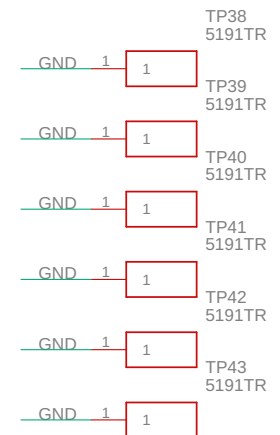 TP38
5191TR
GND 1 1
TP39
5191TR
GND 1 1
TP40
5191TR
GND 1 1
TP41
5191TR
GND 1 1
TP42
5191TR
GND 1 1
TP43
5191TR
GND 1 1